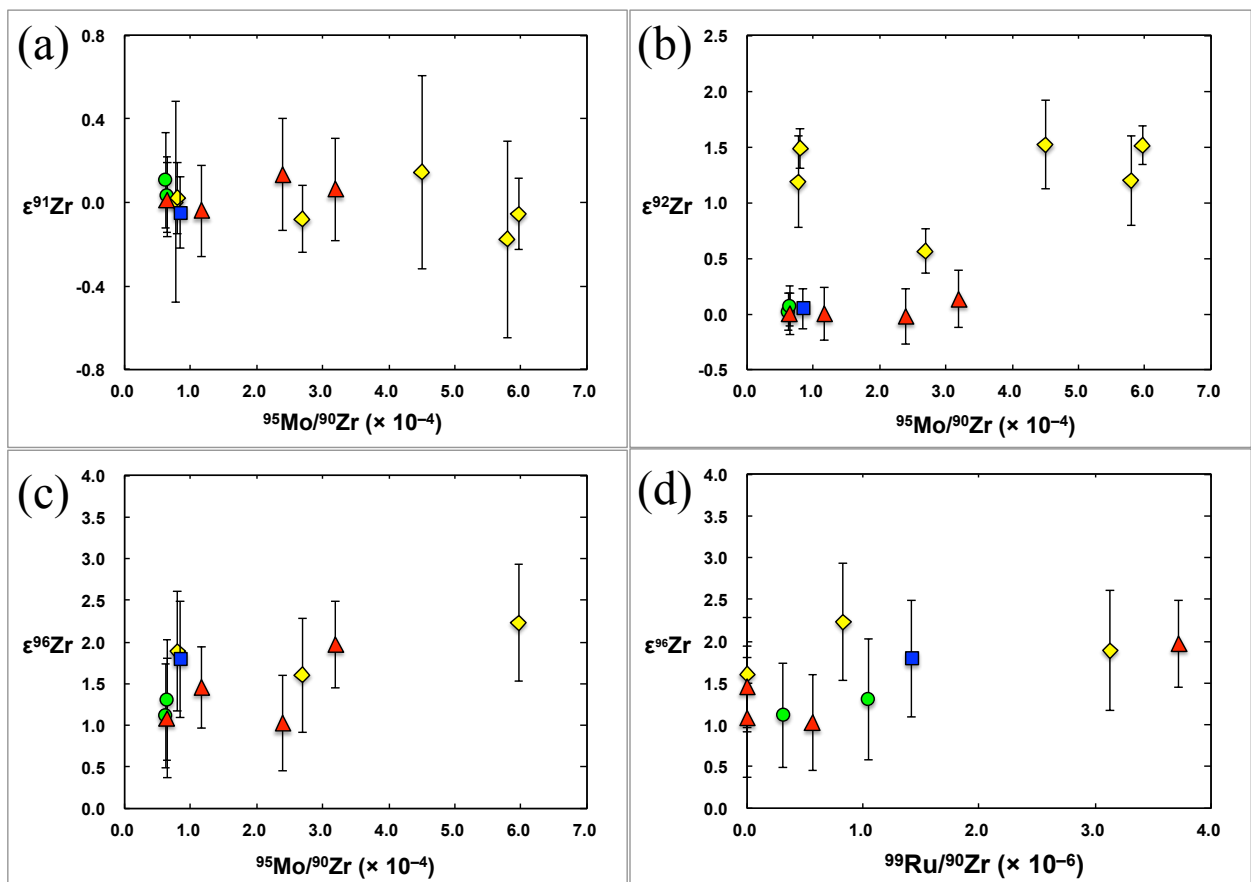 (a)
0.8
0.4
ε⁹¹Zr
0.0
-0.4
-0.8
0.0 1.0 2.0 3.0 4.0 5.0 6.0 7.0
⁹⁵Mo/⁹⁰Zr (× 10⁻⁴)
(b)
2.5
2.0
1.5
ε⁹²Zr
1.0
0.5
0.0
-0.5
0.0 1.0 2.0 3.0 4.0 5.0 6.0 7.0
⁹⁵Mo/⁹⁰Zr (× 10⁻⁴)
(c)
4.0
3.5
3.0
2.5
ε⁹⁶Zr
2.0
1.5
1.0
0.5
0.0
0.0 1.0 2.0 3.0 4.0 5.0 6.0 7.0
⁹⁵Mo/⁹⁰Zr (× 10⁻⁴)
(d)
4.0
3.5
3.0
2.5
ε⁹⁶Zr
2.0
1.5
1.0
0.5
0.0
0.0 1.0 2.0 3.0 4.0
⁹⁹Ru/⁹⁰Zr (× 10⁻⁶)